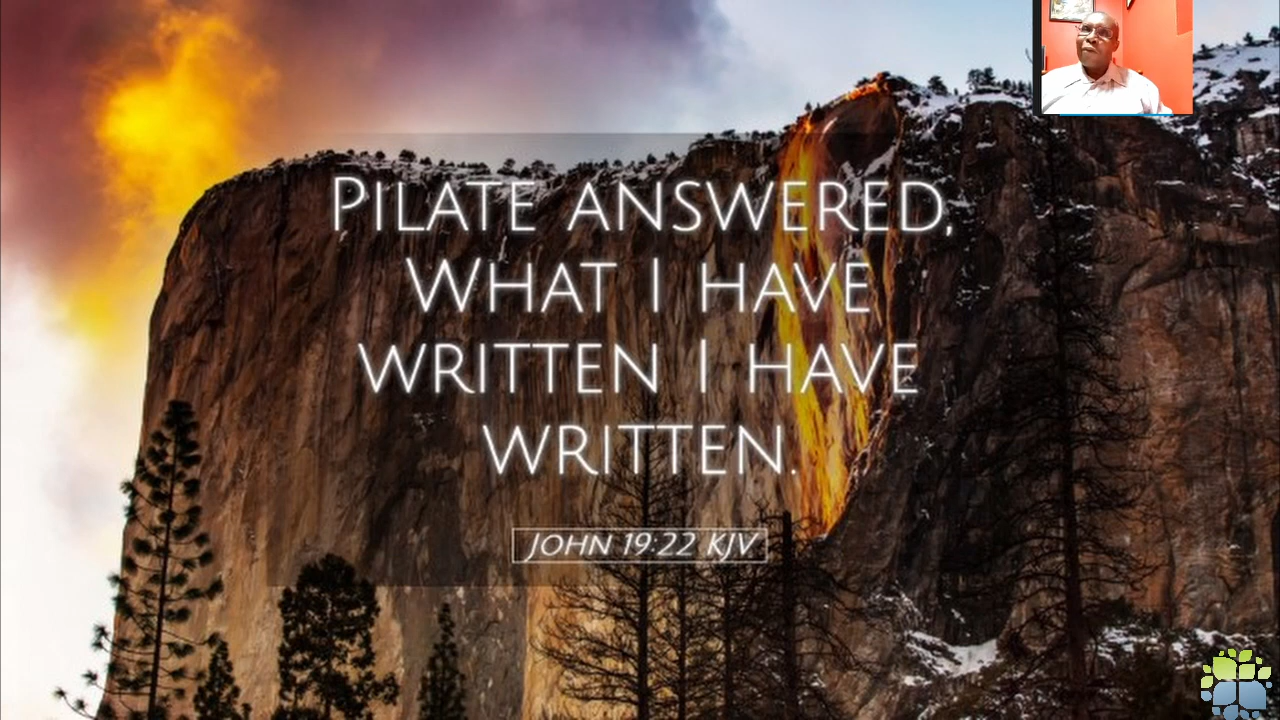 Pilate answered,
What I have
written I have
written.
John 19:22 KJV